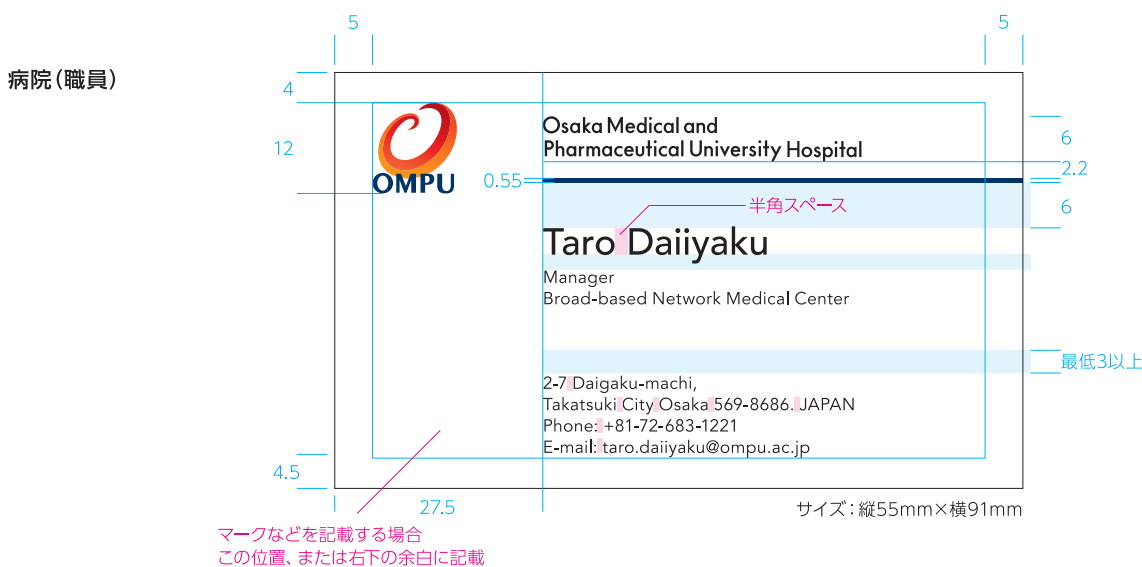 5
5
病院(職員)
4
12
OMPU
Osaka Medical and
Pharmaceutical University Hospital
6
2.2
0.55
6
半角スペース
Taro Daiiyaku
Manager
Broad-based Network Medical Center
最低3以上
2-7 Daigaku-machi,
Takatsuki City Osaka 569-8686. JAPAN
Phone: +81-72-683-1221
E-mail: taro.daiiyaku@ompu.ac.jp
4.5
27.5
サイズ:縦55mm×横91mm
マークなどを記載する場合
この位置、または右下の余白に記載